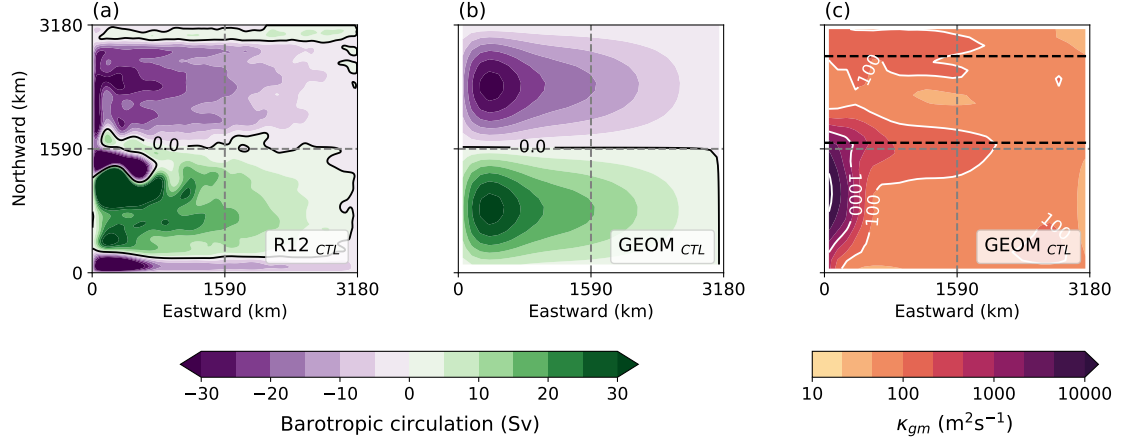 (a)
(b)
(c)
3180
1590
0
Northward (km)
0.0
R12 CTL
0 1590 3180
Eastward (km)
0.0
GEOM CTL
0 1590 3180
Eastward (km)
100
1000
100
100
GEOM CTL
0 1590 3180
Eastward (km)
−30 −20 −10 0 10 20 30
Barotropic circulation (Sv)
10 100 1000 10000
κgm (m²s⁻¹)